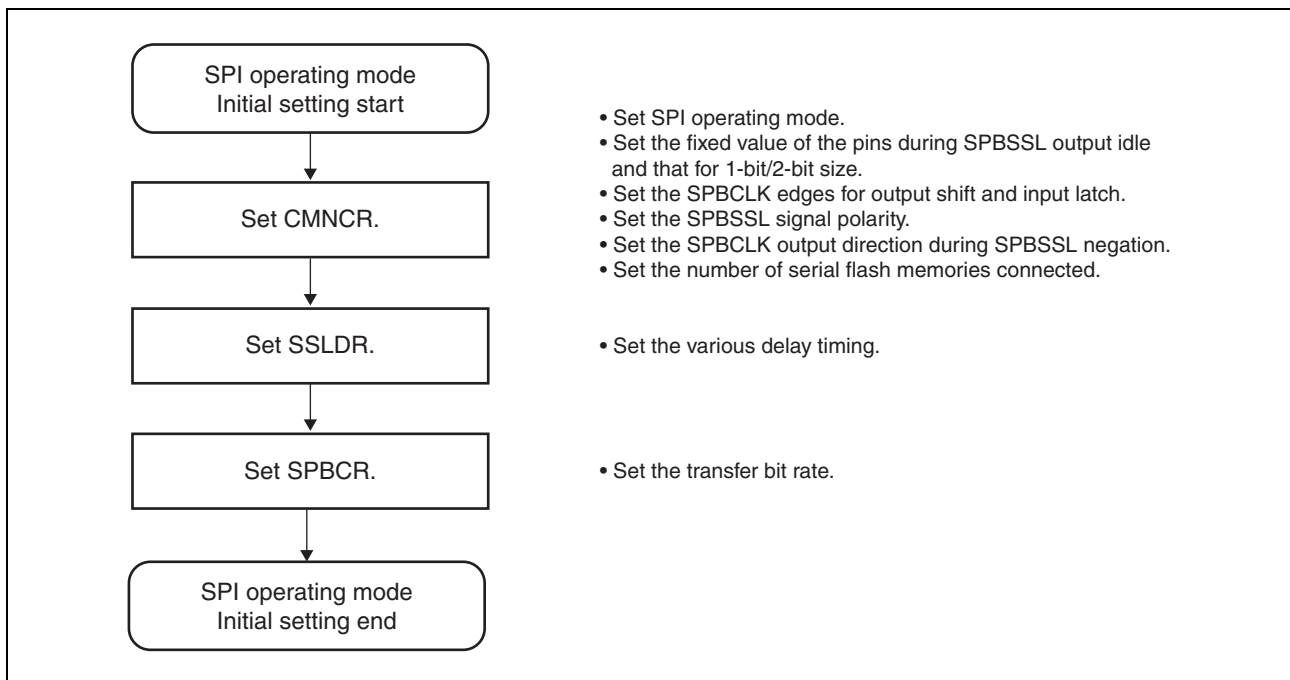 SPI operating mode
Initial setting start
• Set SPI operating mode.
• Set the fixed value of the pins during SPBSSL output idle
and that for 1-bit/2-bit size.
• Set the SPBCLK edges for output shift and input latch.
• Set the SPBSSL signal polarity.
• Set the SPBCLK output direction during SPBSSL negation.
• Set the number of serial flash memories connected.
Set CMNCR.
Set SSLDR.
• Set the various delay timing.
Set SPBCR.
• Set the transfer bit rate.
SPI operating mode
Initial setting end